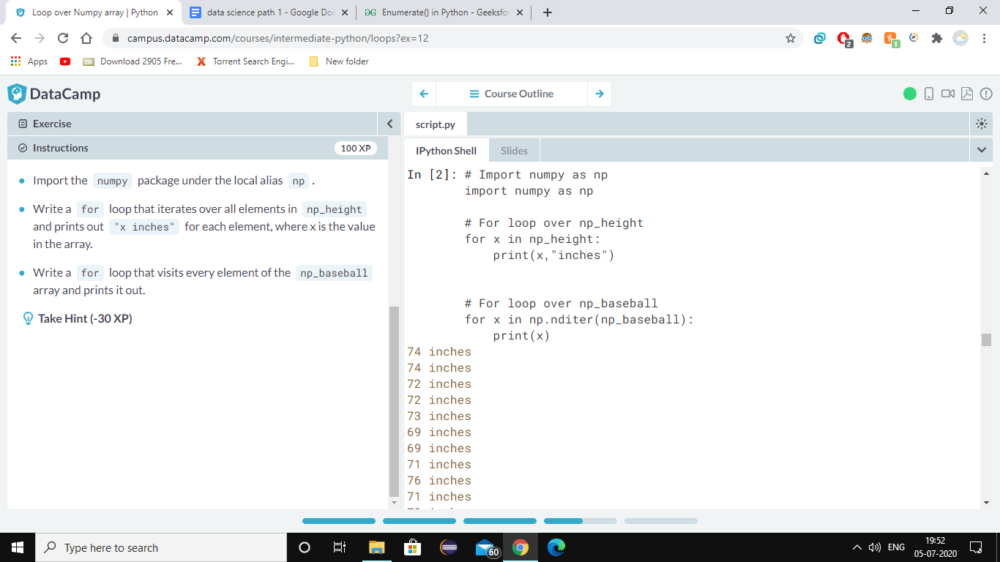 Loop over Numpy array | Python
data science path 1 - Google Doc
Enumerate() in Python - Geeksfor
campus.datacamp.com/courses/intermediate-python/loops?ex=12
2
1
Apps
Download 2905 Fre...
Torrent Search Engi...
New folder
DataCamp
Course Outline
Exercise
Instructions
100 XP
Import the numpy package under the local alias np .
Write a for loop that iterates over all elements in np_height
and prints out "x inches" for each element, where x is the value
in the array.
Write a for loop that visits every element of the np_baseball
array and prints it out.
Take Hint (-30 XP)
script.py
IPython Shell
Slides
In [2]: # Import numpy as np
import numpy as np
# For loop over np_height
for x in np_height:
print(x,"inches")
# For loop over np_baseball
for x in np.nditer(np_baseball):
print(x)
74 inches
74 inches
72 inches
72 inches
73 inches
69 inches
69 inches
71 inches
76 inches
71 inches
Type here to search
60
ENG
19:52
05-07-2020